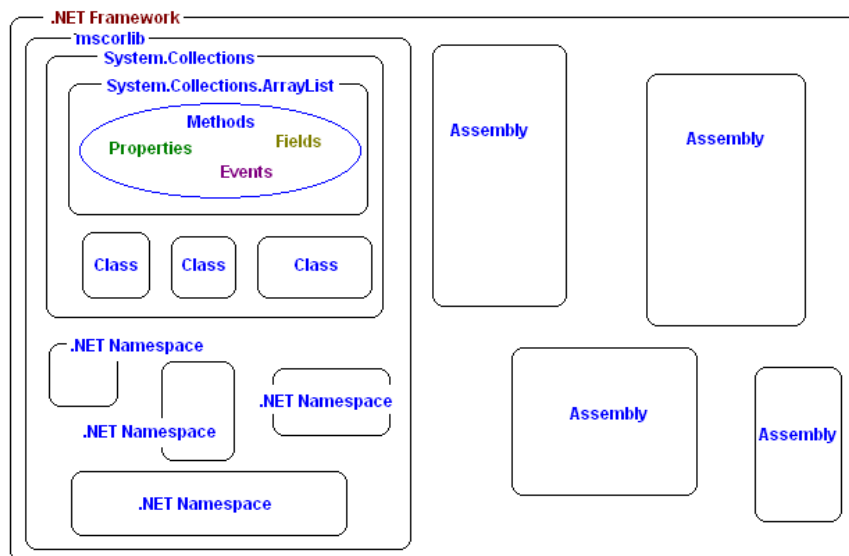 .NET Framework
mscorlib
System.Collections
System.Collections.ArrayList
Methods
Properties
Fields
Events
Class
Class
Class
.NET Namespace
.NET Namespace
.NET Namespace
.NET Namespace
Assembly
Assembly
Assembly
Assembly